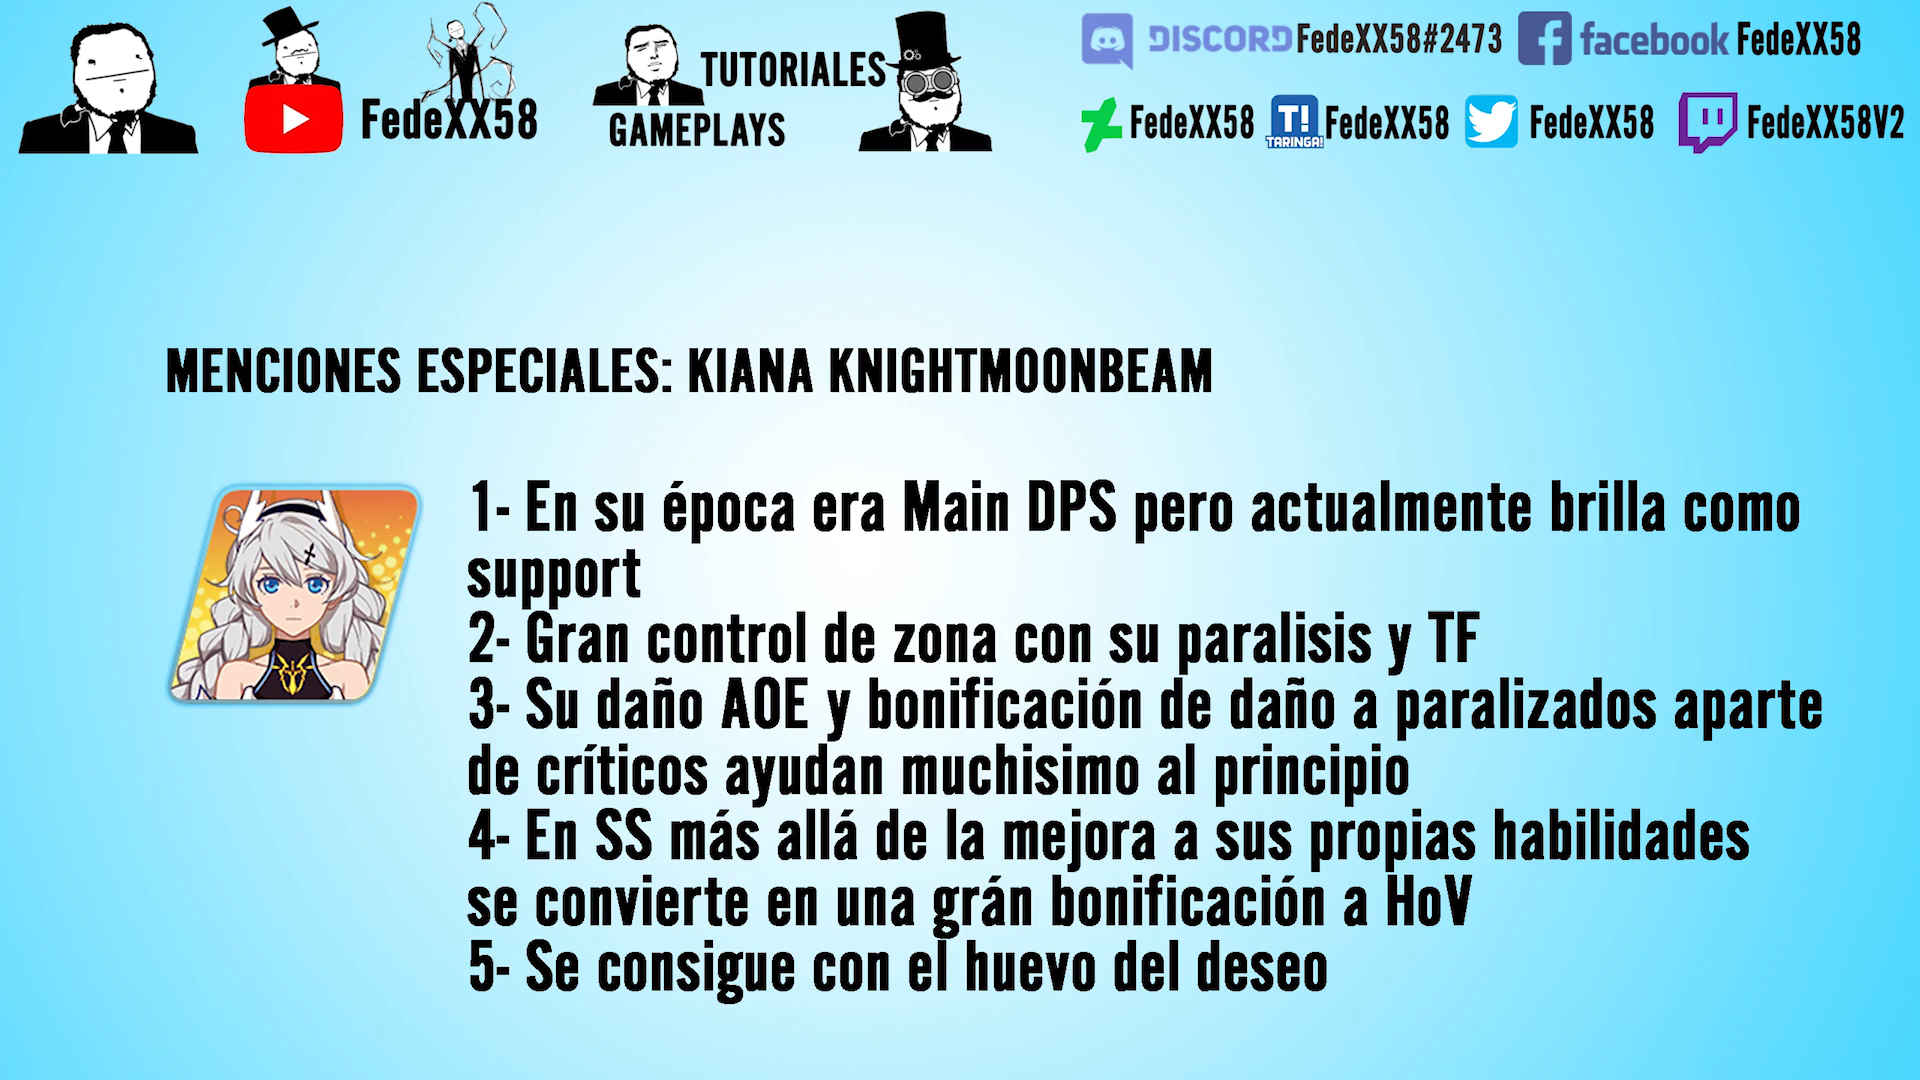 FedeXX58
TUTORIALES
GAMEPLAYS
DISCORD FedeXX58#2473
facebook FedeXX58
FedeXX58
T! TARINGA! FedeXX58
FedeXX58
FedeXX58V2
MENCIONES ESPECIALES: KIANA KNIGHTMOONBEAM
1- En su época era Main DPS pero actualmente brilla como
support
2- Gran control de zona con su paralisis y TF
3- Su daño AOE y bonificación de daño a paralizados aparte
de críticos ayudan muchisimo al principio
4- En SS más allá de la mejora a sus propias habilidades
se convierte en una grán bonificación a HoV
5- Se consigue con el huevo del deseo